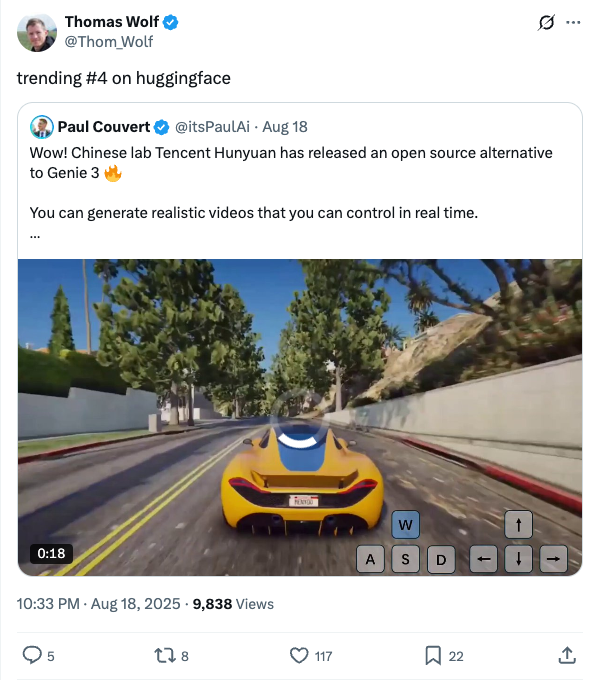 Thomas Wolf
@Thom_Wolf
trending #4 on huggingface
Paul Couvert @itsPaulAi · Aug 18
Wow! Chinese lab Tencent Hunyuan has released an open source alternative
to Genie 3 🔥
You can generate realistic videos that you can control in real time.
...
W ↑
A S D ← ↓ →
0:18
10:33 PM · Aug 18, 2025 · 9,838 Views
5 8 117 22